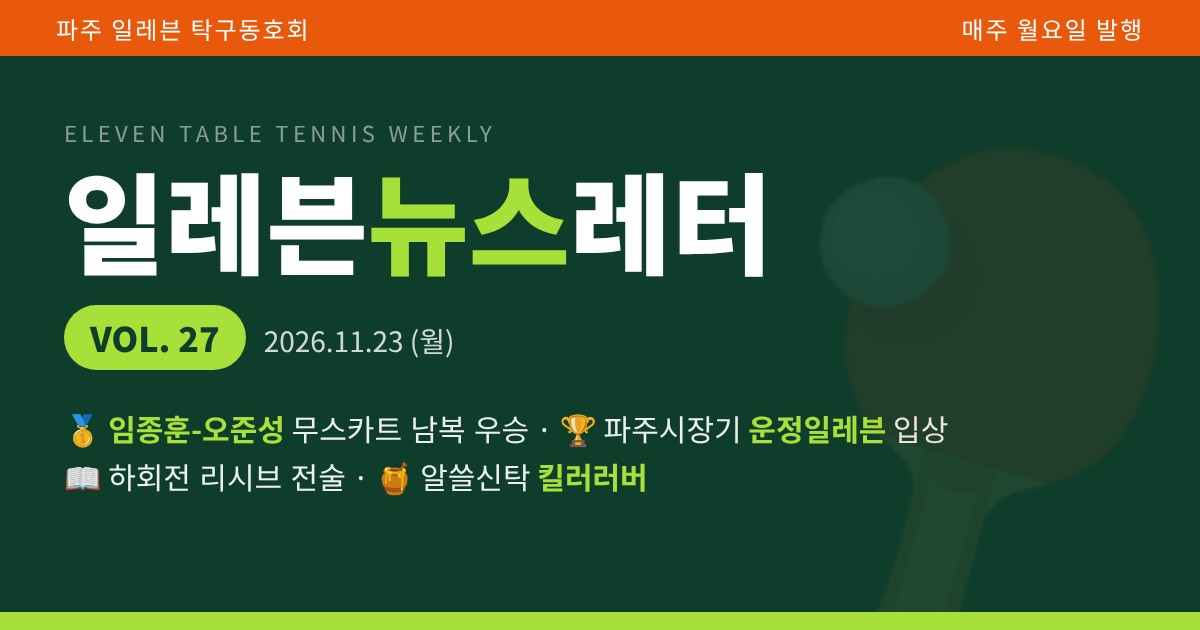 파주 일레븐 탁구동호회
매주 월요일 발행
ELEVEN TABLE TENNIS WEEKLY
일레븐뉴스레터
VOL. 27
2026.11.23 (월)
🥇 임종훈-오준성 무스카트 남복 우승 · 🏆 파주시장기 운정일레븐 입상
📖 하회전 리시브 전술 · 🍯 알쓸신탁 킬러러버